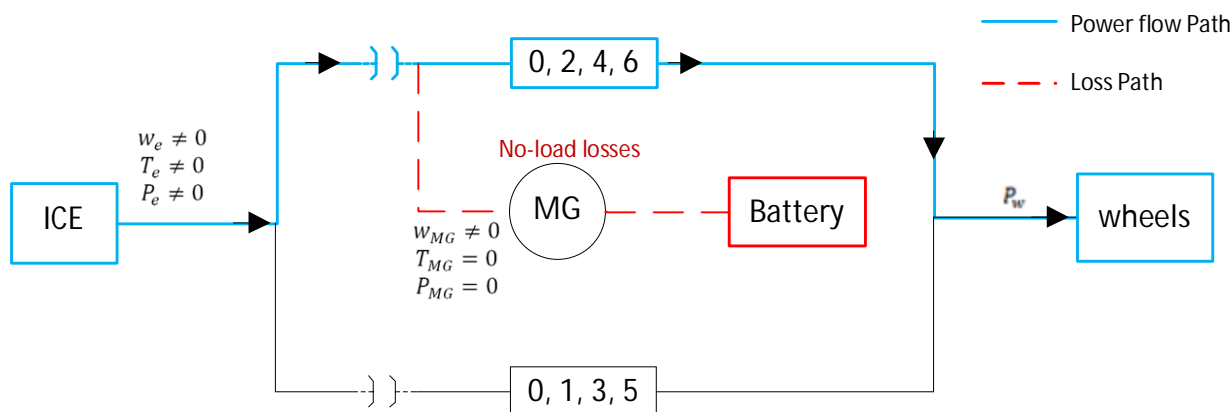 Power flow Path
Loss Path
0, 2, 4, 6
w_e ≠ 0
T_e ≠ 0
P_e ≠ 0
ICE
No-load losses
MG
Battery
w_MG ≠ 0
T_MG = 0
P_MG = 0
P_w
wheels
0, 1, 3, 5